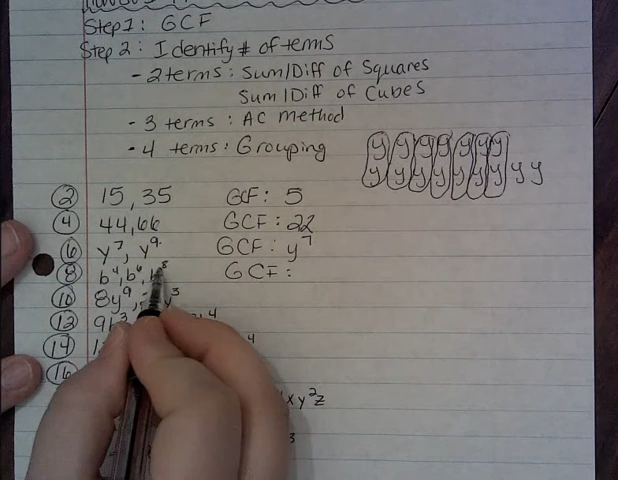 Step 1: GCF
Step 2: Identify # of terms
- 2 terms: Sum/Diff of Squares
Sum/Diff of Cubes
- 3 terms: AC Method
- 4 terms: Grouping
y y y y y y y
y y y y y y y y y
2 15, 35 GCF: 5
4 44, 66 GCF: 22
6 y⁷, y⁹ GCF: y⁷
8 b⁴, b⁶, b⁸ GCF:
10 8y⁹, y³
12
14
16
xy²z